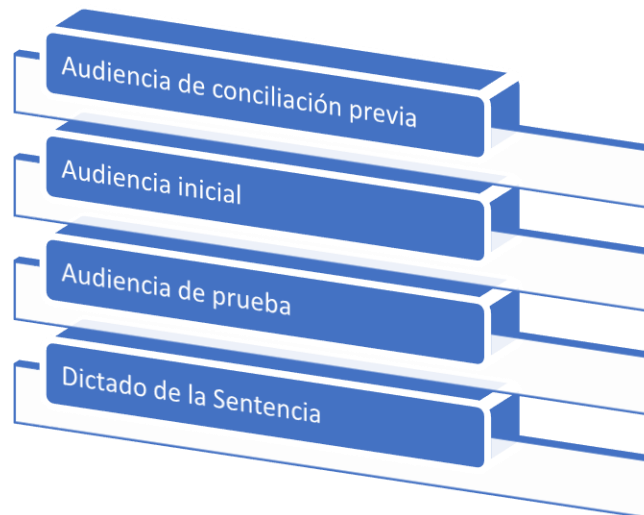 Audiencia de conciliación previa
Audiencia inicial
Audiencia de prueba
Dictado de la Sentencia